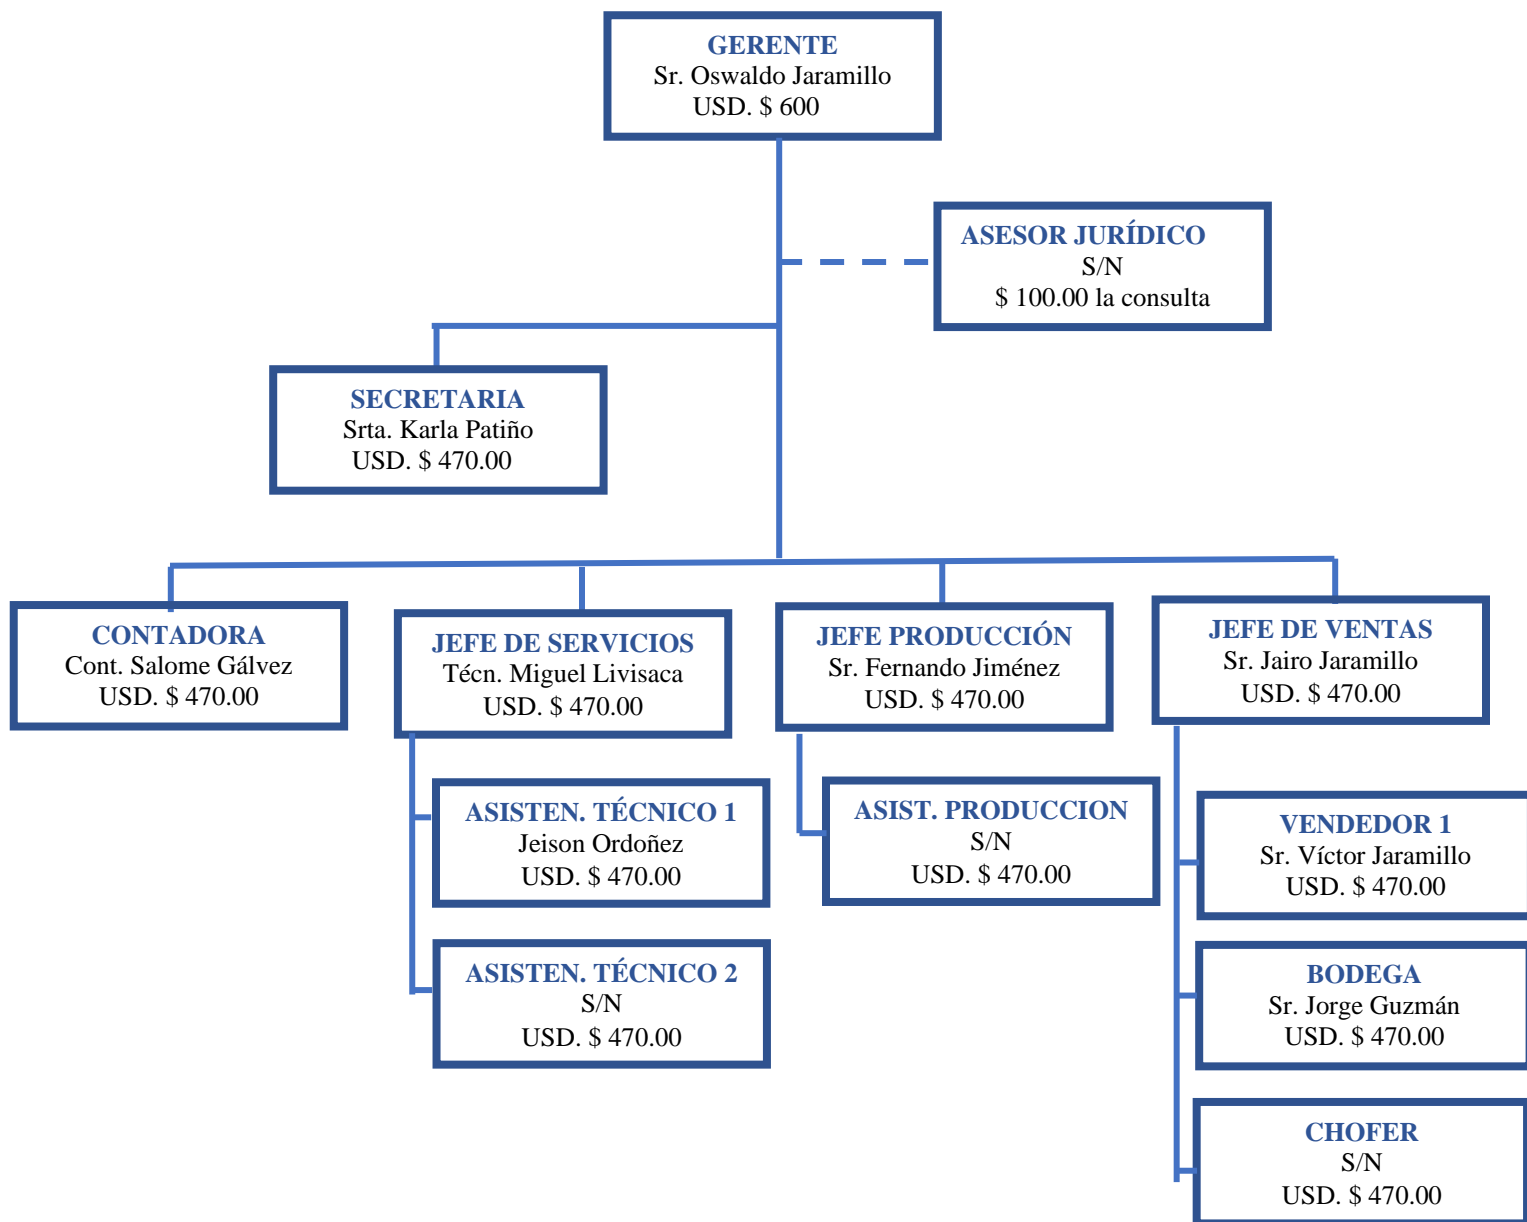 GERENTE
Sr. Oswaldo Jaramillo
USD. $ 600
ASESOR JURÍDICO
S/N
$ 100.00 la consulta
SECRETARIA
Srta. Karla Patiño
USD. $ 470.00
CONTADORA
Cont. Salome Gálvez
USD. $ 470.00
JEFE DE SERVICIOS
Técn. Miguel Livisaca
USD. $ 470.00
JEFE PRODUCCIÓN
Sr. Fernando Jiménez
USD. $ 470.00
JEFE DE VENTAS
Sr. Jairo Jaramillo
USD. $ 470.00
ASISTEN. TÉCNICO 1
Jeison Ordoñez
USD. $ 470.00
ASIST. PRODUCCION
S/N
USD. $ 470.00
VENDEDOR 1
Sr. Víctor Jaramillo
USD. $ 470.00
ASISTEN. TÉCNICO 2
S/N
USD. $ 470.00
BODEGA
Sr. Jorge Guzmán
USD. $ 470.00
CHOFER
S/N
USD. $ 470.00